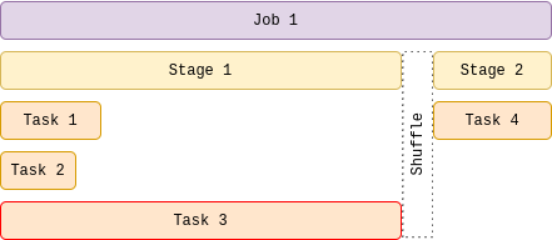 Job 1
Stage 1
Stage 2
Task 1
Task 4
Shuffle
Task 2
Task 3